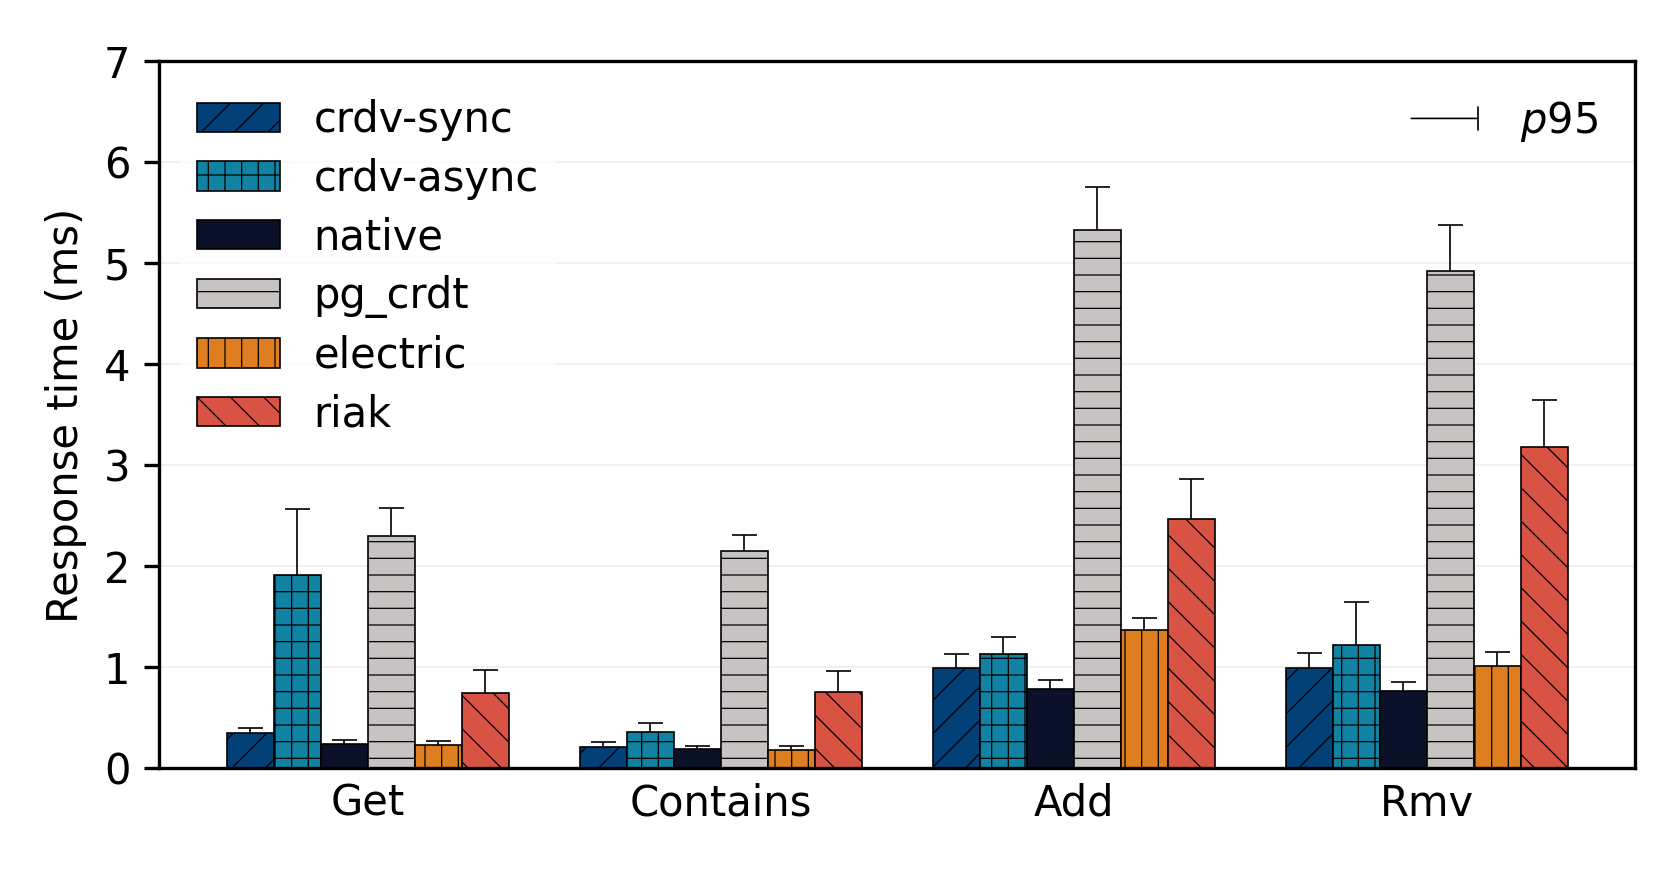 7
6
5
4
3
2
1
0
Response time (ms)
crdv-sync
crdv-async
native
pg_crdt
electric
riak
p95
Get Contains Add Rmv